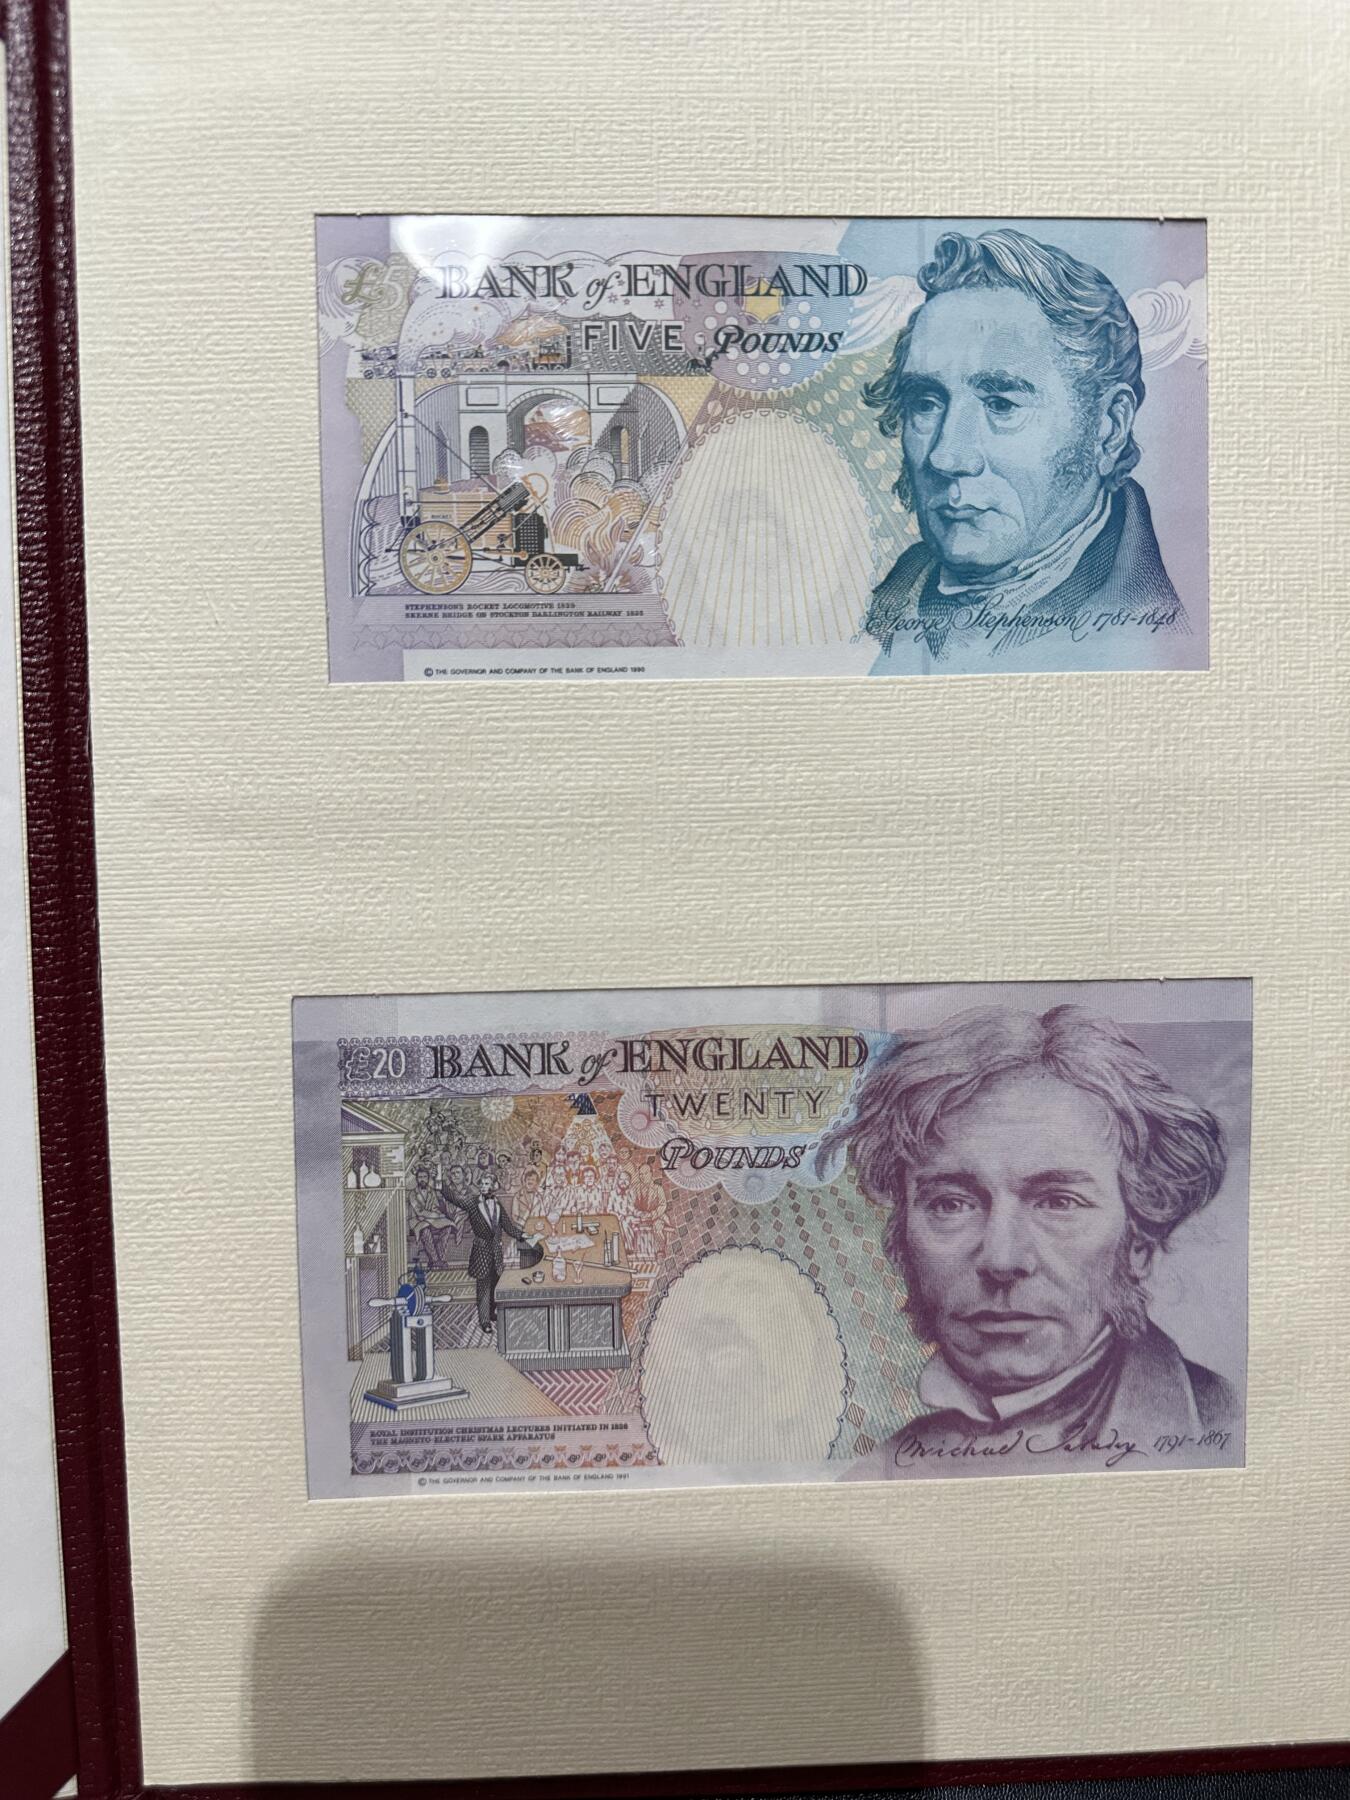 £5
BANK of ENGLAND
FIVE POUNDS
ROCKET
STEPHENSON'S ROCKET LOCOMOTIVE 1829
SKERNE BRIDGE ON STOCKTON DARLINGTON RAILWAY 1825
George Stephenson 1781-1848
© THE GOVERNOR AND COMPANY OF THE BANK OF ENGLAND 1990
£20
BANK of ENGLAND
TWENTY
POUNDS
ROYAL INSTITUTION CHRISTMAS LECTURES INITIATED IN 1826
THE MAGNETO-ELECTRIC SPARK APPARATUS
Michael Faraday 1791-1867
© THE GOVERNOR AND COMPANY OF THE BANK OF ENGLAND 1991